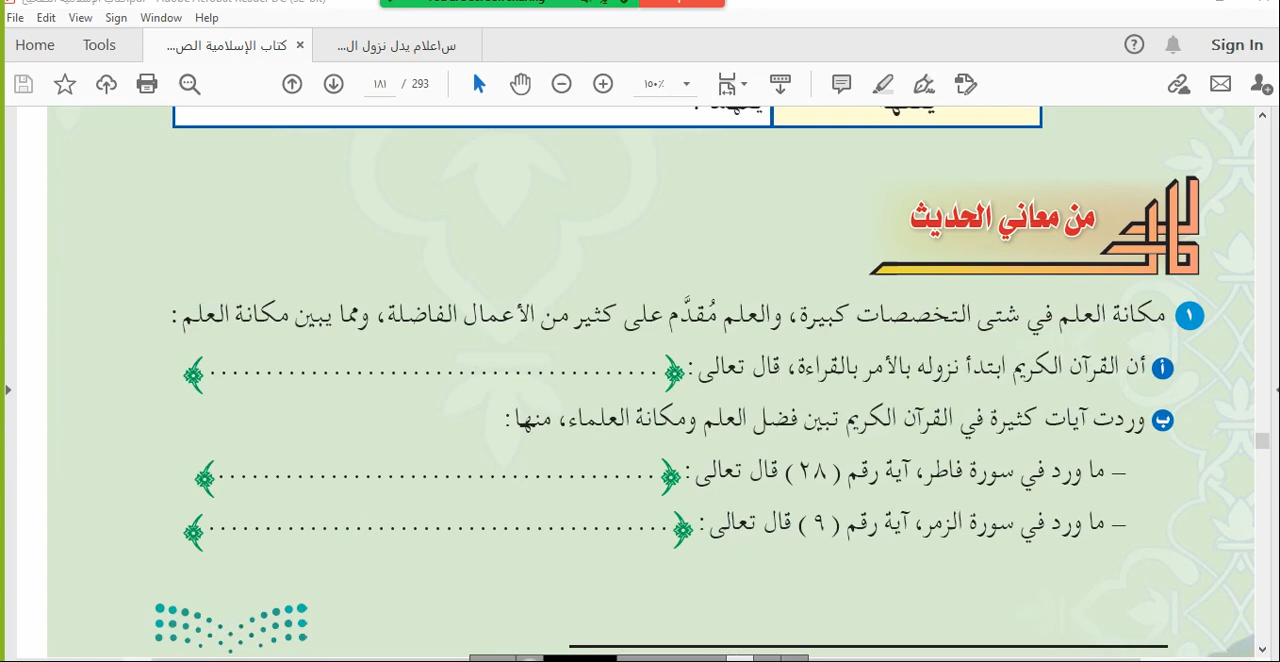 File Edit View Sign Window Help
Home Tools كتاب الإسلامية الص... × س١علام يدل نزول ال... Sign In
١٨١ / 293 ١٥٠٪
من معاني الحديث
١ مكانة العلم في شتى التخصصات كبيرة، والعلم مُقدَّم على كثير من الأعمال الفاضلة، ومما يبين مكانة العلم:
أ أن القرآن الكريم ابتدأ نزوله بالأمر بالقراءة، قال تعالى: ﴿........................................﴾
ب وردت آيات كثيرة في القرآن الكريم تبين فضل العلم ومكانة العلماء، منها:
– ما ورد في سورة فاطر، آية رقم (٢٨) قال تعالى: ﴿.......................................﴾
– ما ورد في سورة الزمر، آية رقم (٩) قال تعالى: ﴿.........................................﴾